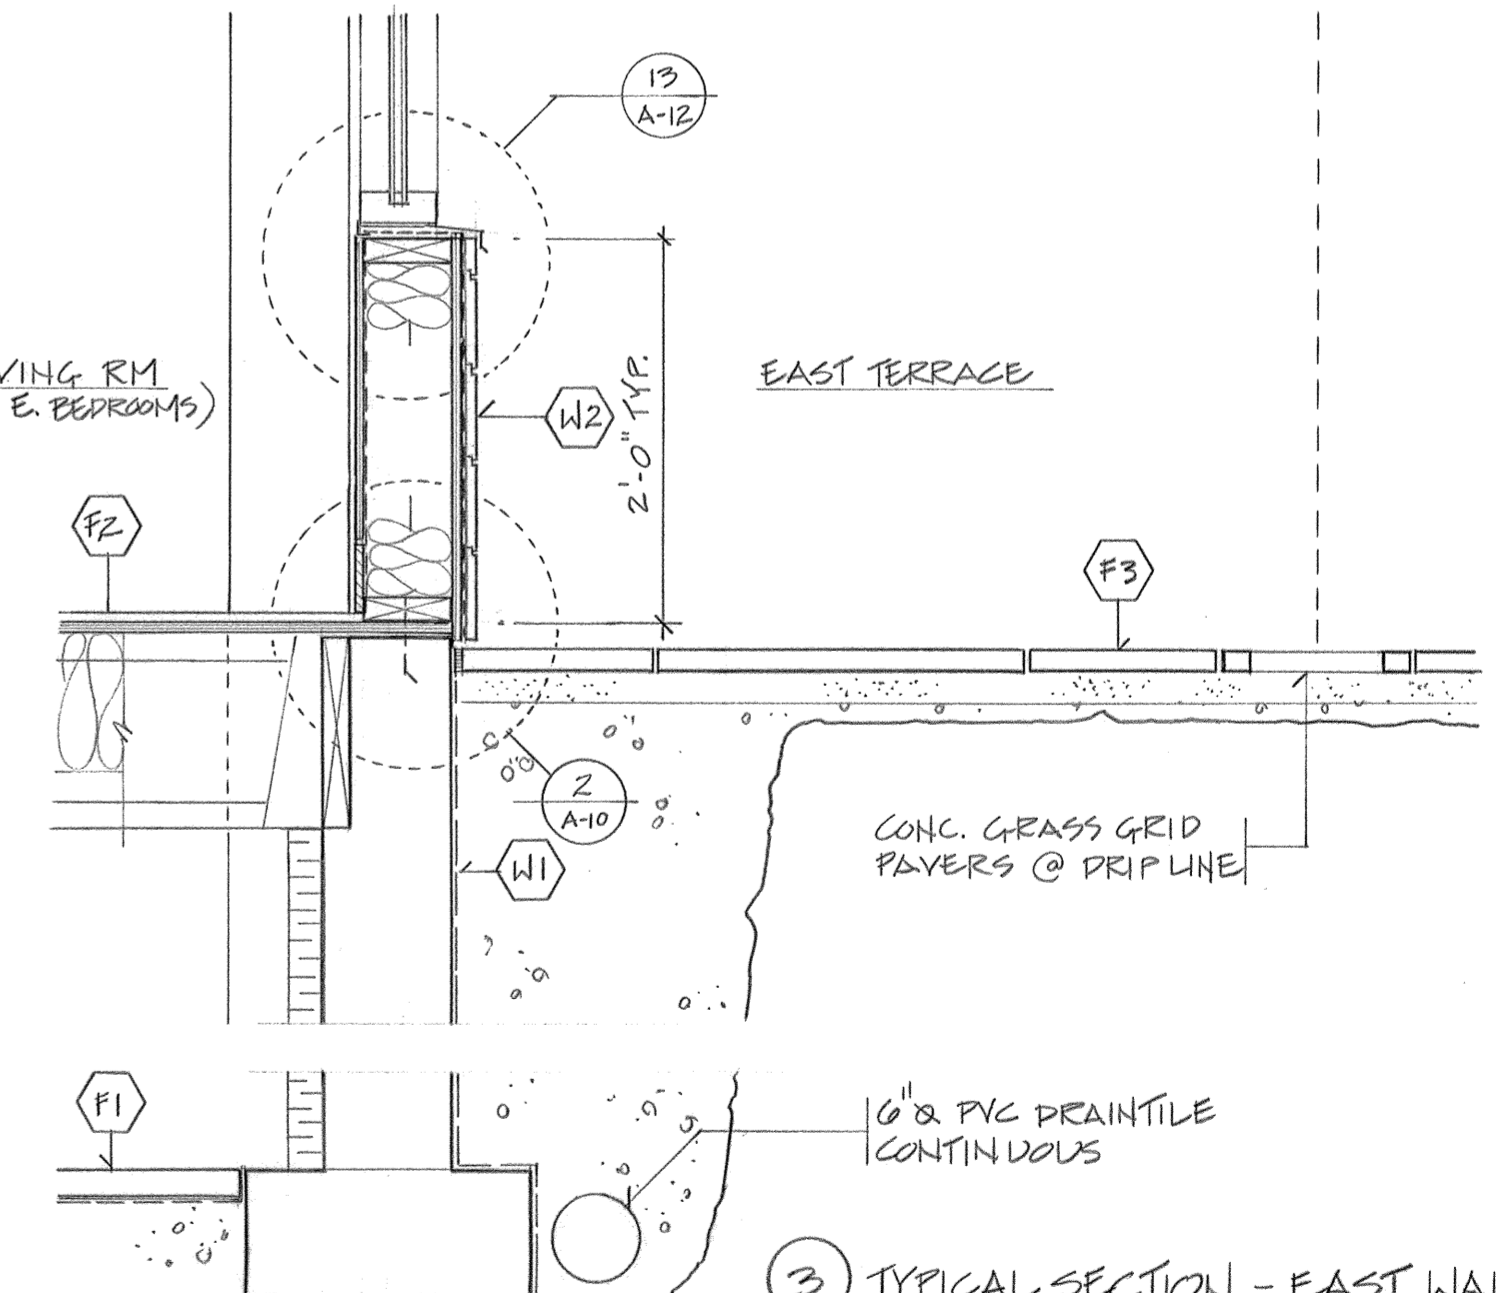 13
A-12
VING RM
E. BEDROOMS)
EAST TERRACE
W2
2'-0" TYP.
F2
F3
2
A-10
W1
CONC. GRASS GRID
PAVERS @ DRIP LINE
F1
6"Ø PVC DRAINTILE
CONTINUOUS
3 TYPICAL SECTION - EAST WAL